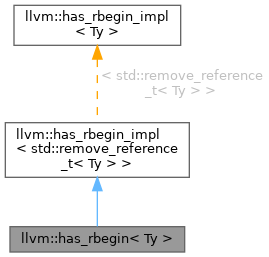 llvm::has_rbegin_impl
< Ty >
< std::remove_reference
_t< Ty > >
llvm::has_rbegin_impl
< std::remove_reference
_t< Ty > >
llvm::has_rbegin< Ty >